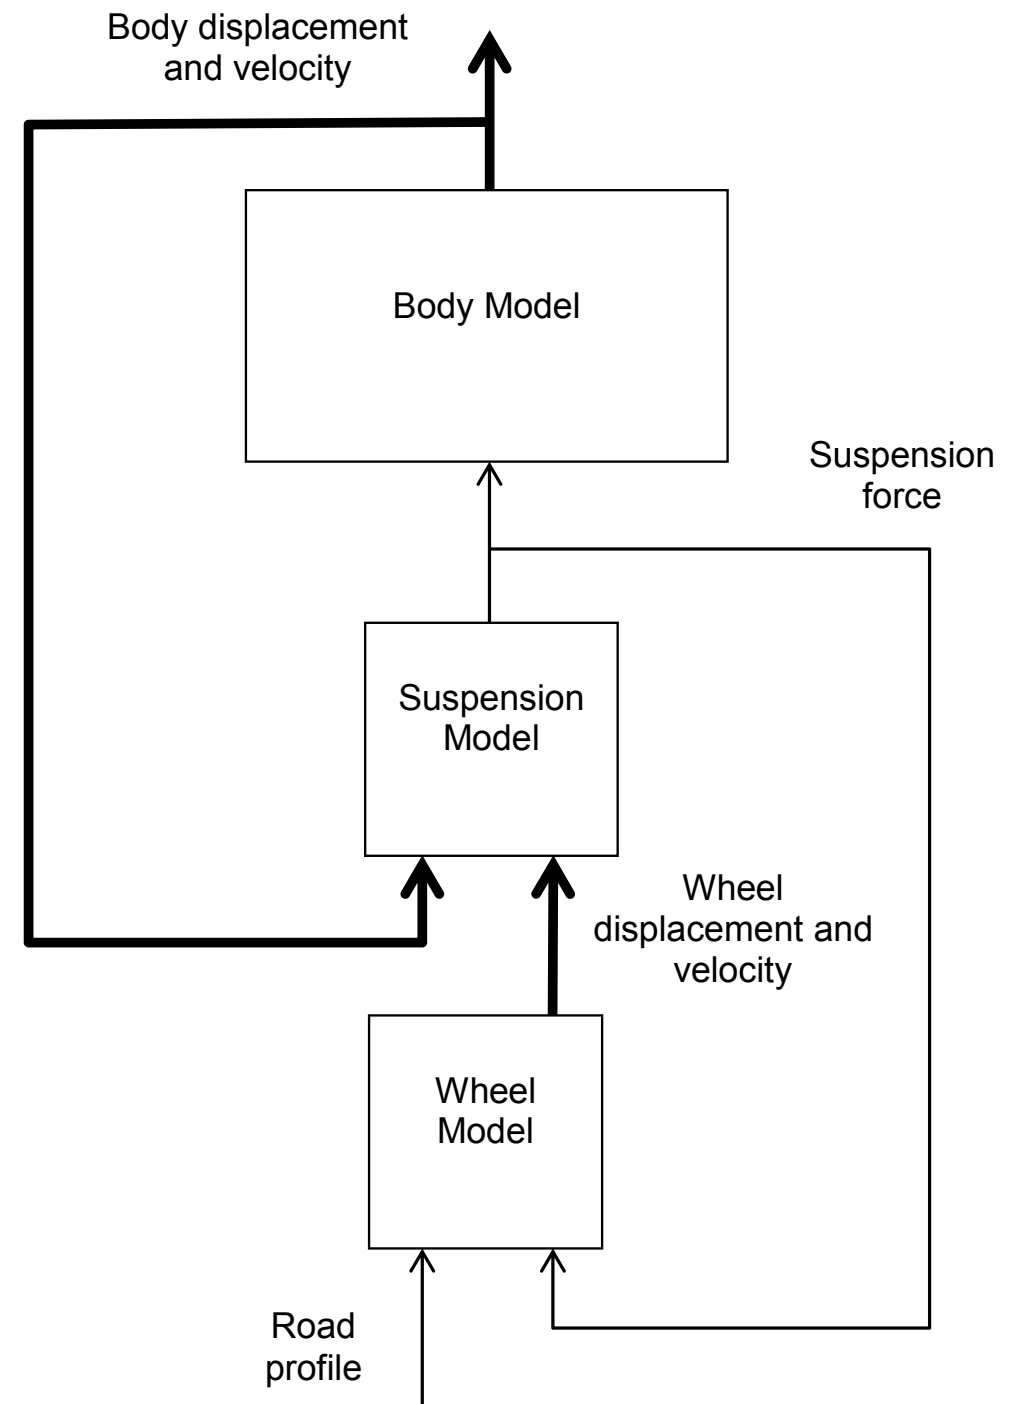 Body displacement
and velocity
Body Model
Suspension
force
Suspension
Model
Wheel
displacement and
velocity
Wheel
Model
Road
profile